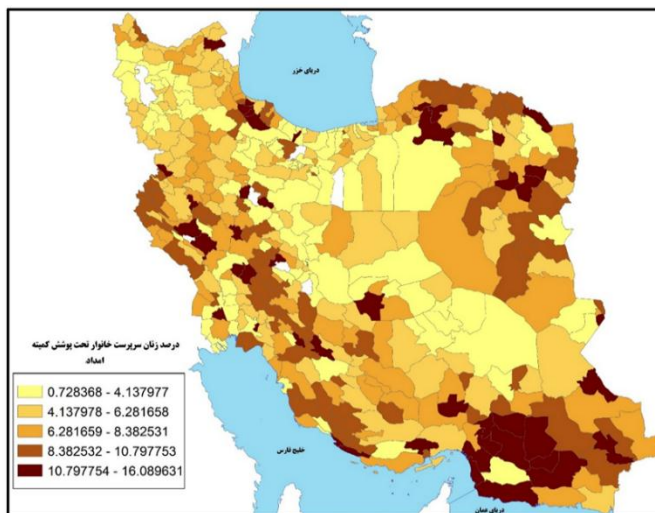 دریای خزر
درصد زنان سرپرست خانوار تحت پوشش کمیته
امداد
0.728368 - 4.137977
4.137978 - 6.281658
6.281659 - 8.382531
8.382532 - 10.797753
10.797754 - 16.089631
خلیج فارس
دریای عمان